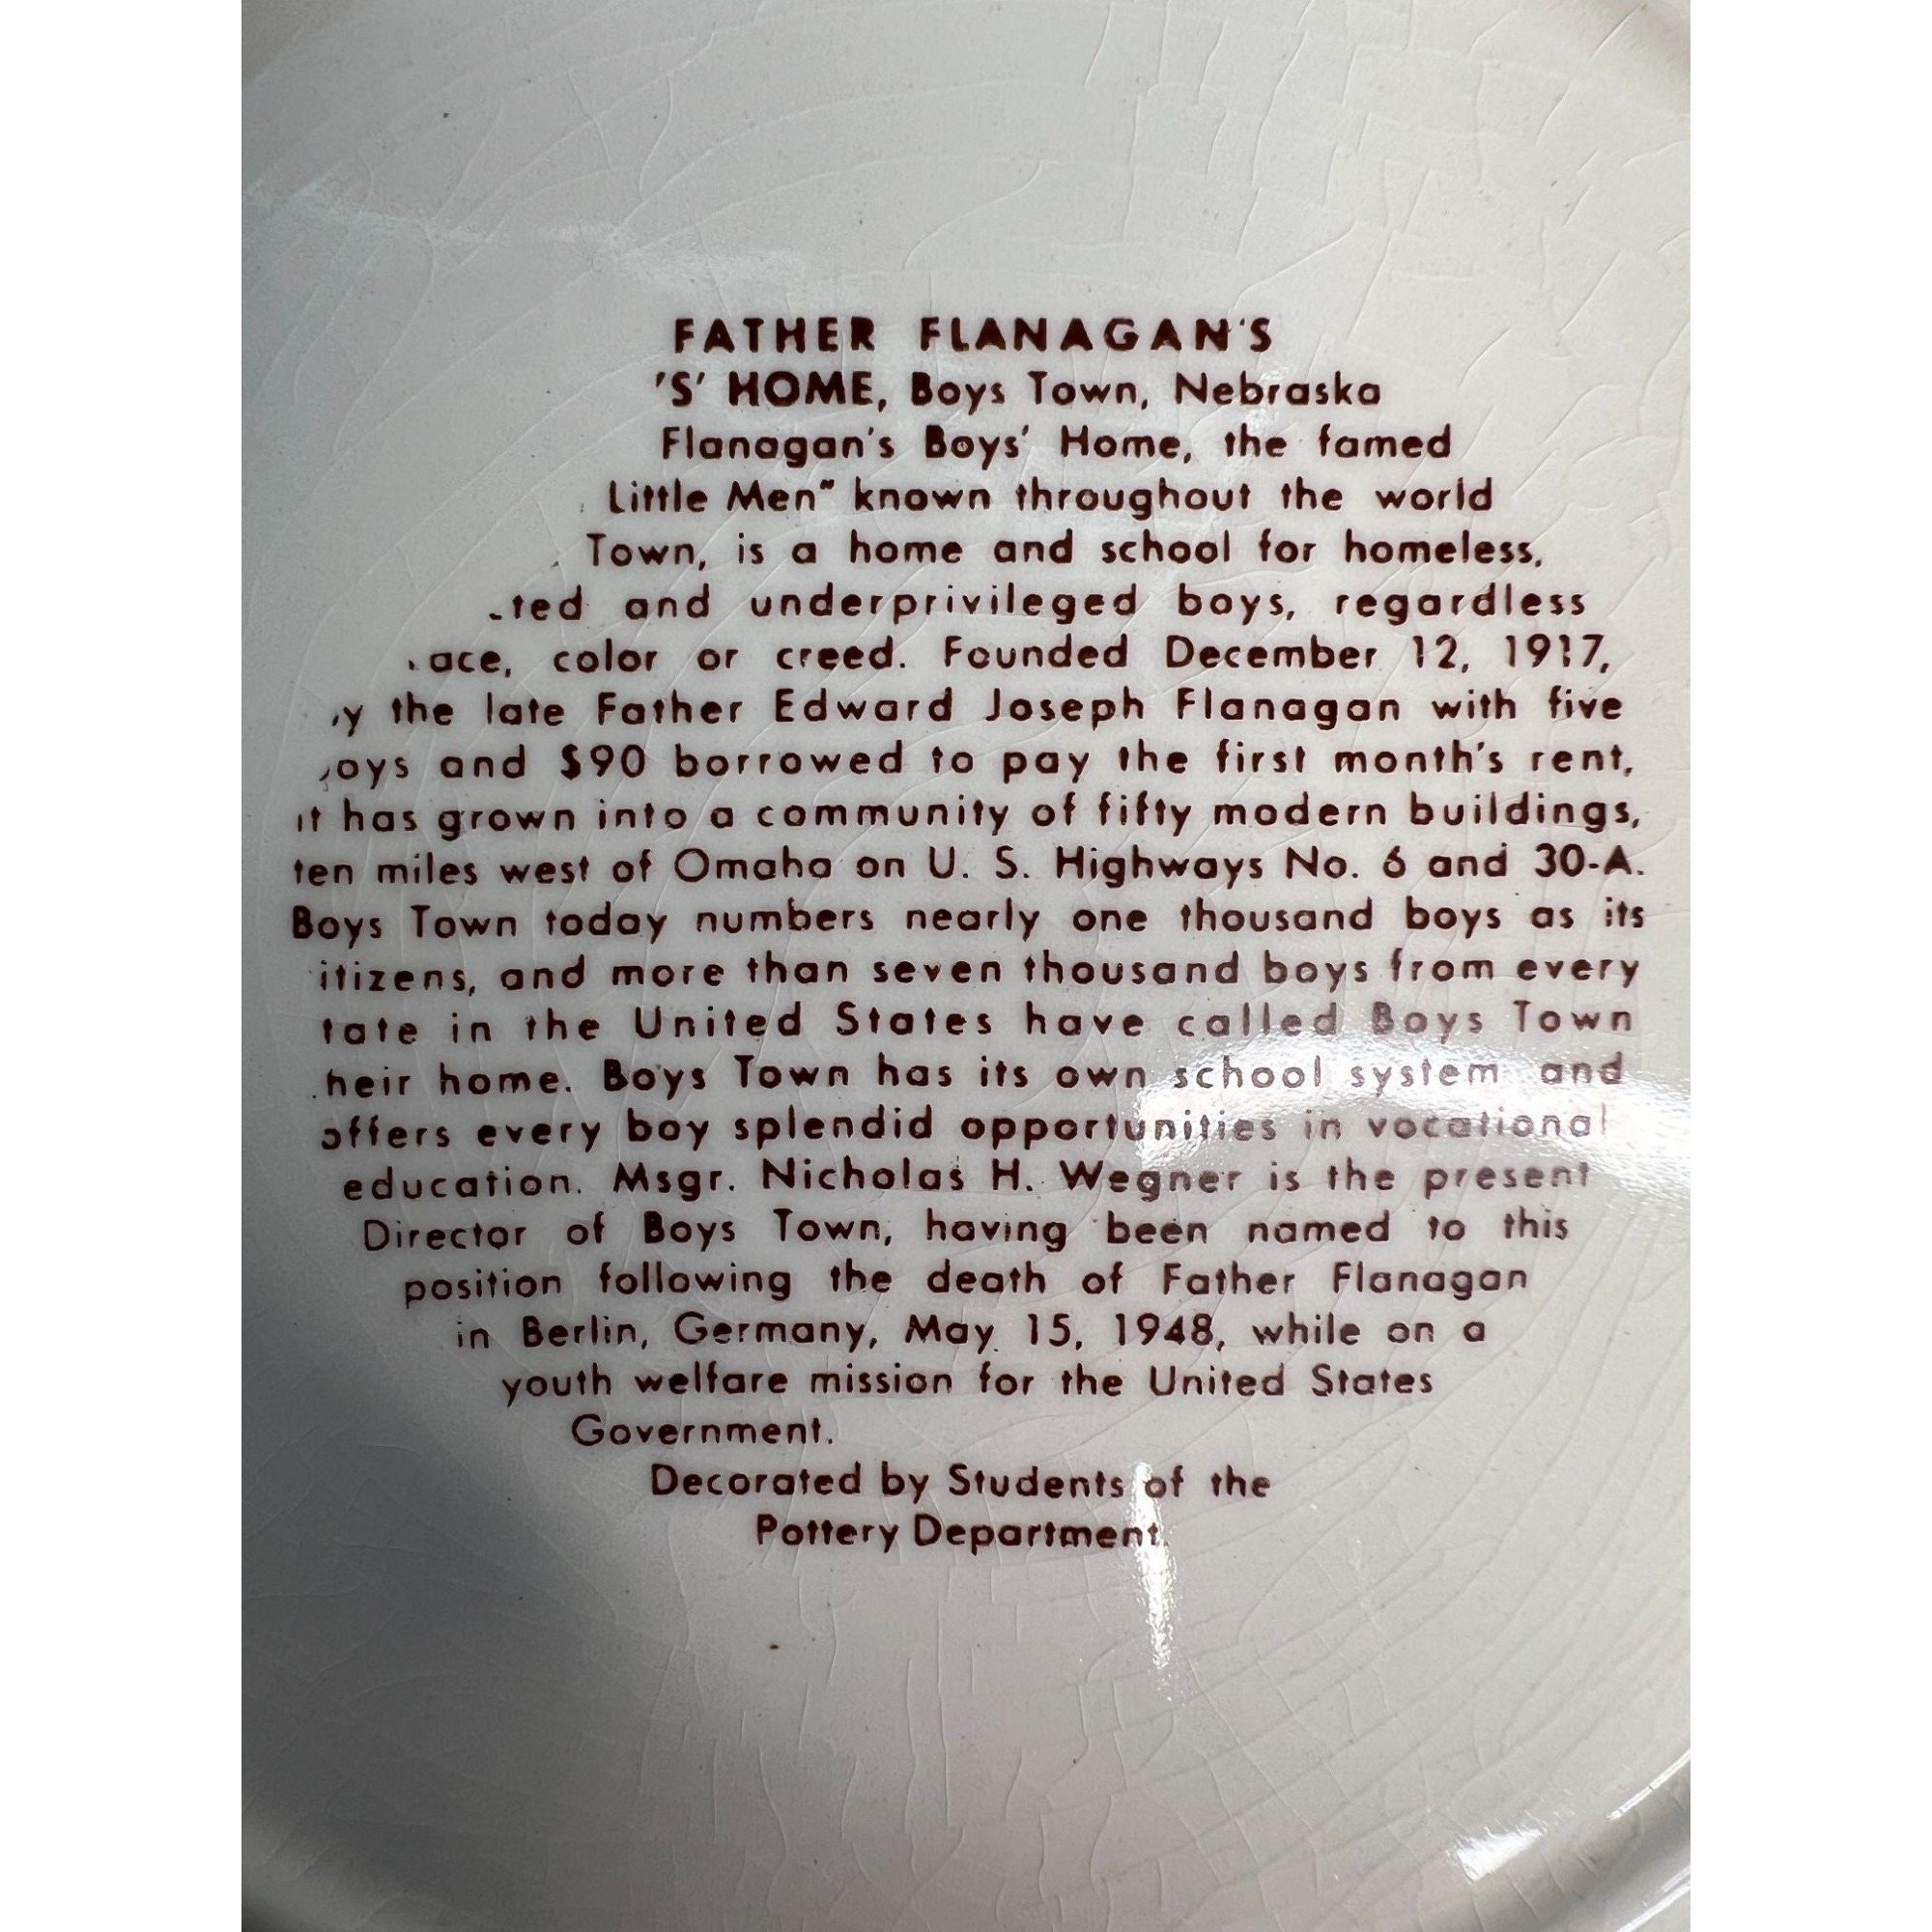 FATHER FLANAGAN'S
'S' HOME, Boys Town, Nebraska
Flanagan's Boys' Home, the famed
Little Men" known throughout the world
Town, is a home and school for homeless,
ted and underprivileged boys, regardless
ace, color or creed. Founded December 12, 1917,
y the late Father Edward Joseph Flanagan with five
oys and $90 borrowed to pay the first month's rent,
it has grown into a community of fifty modern buildings,
ten miles west of Omaha on U. S. Highways No. 6 and 30-A.
Boys Town today numbers nearly one thousand boys as its
itizens, and more than seven thousand boys from every
tate in the United States have called Boys Town
heir home. Boys Town has its own school system and
offers every boy splendid opportunities in vocational
education. Msgr. Nicholas H. Wegner is the present
Director of Boys Town, having been named to this
position following the death of Father Flanagan
in Berlin, Germany, May 15, 1948, while on a
youth welfare mission for the United States
Government.
Decorated by Students of the
Pottery Department.